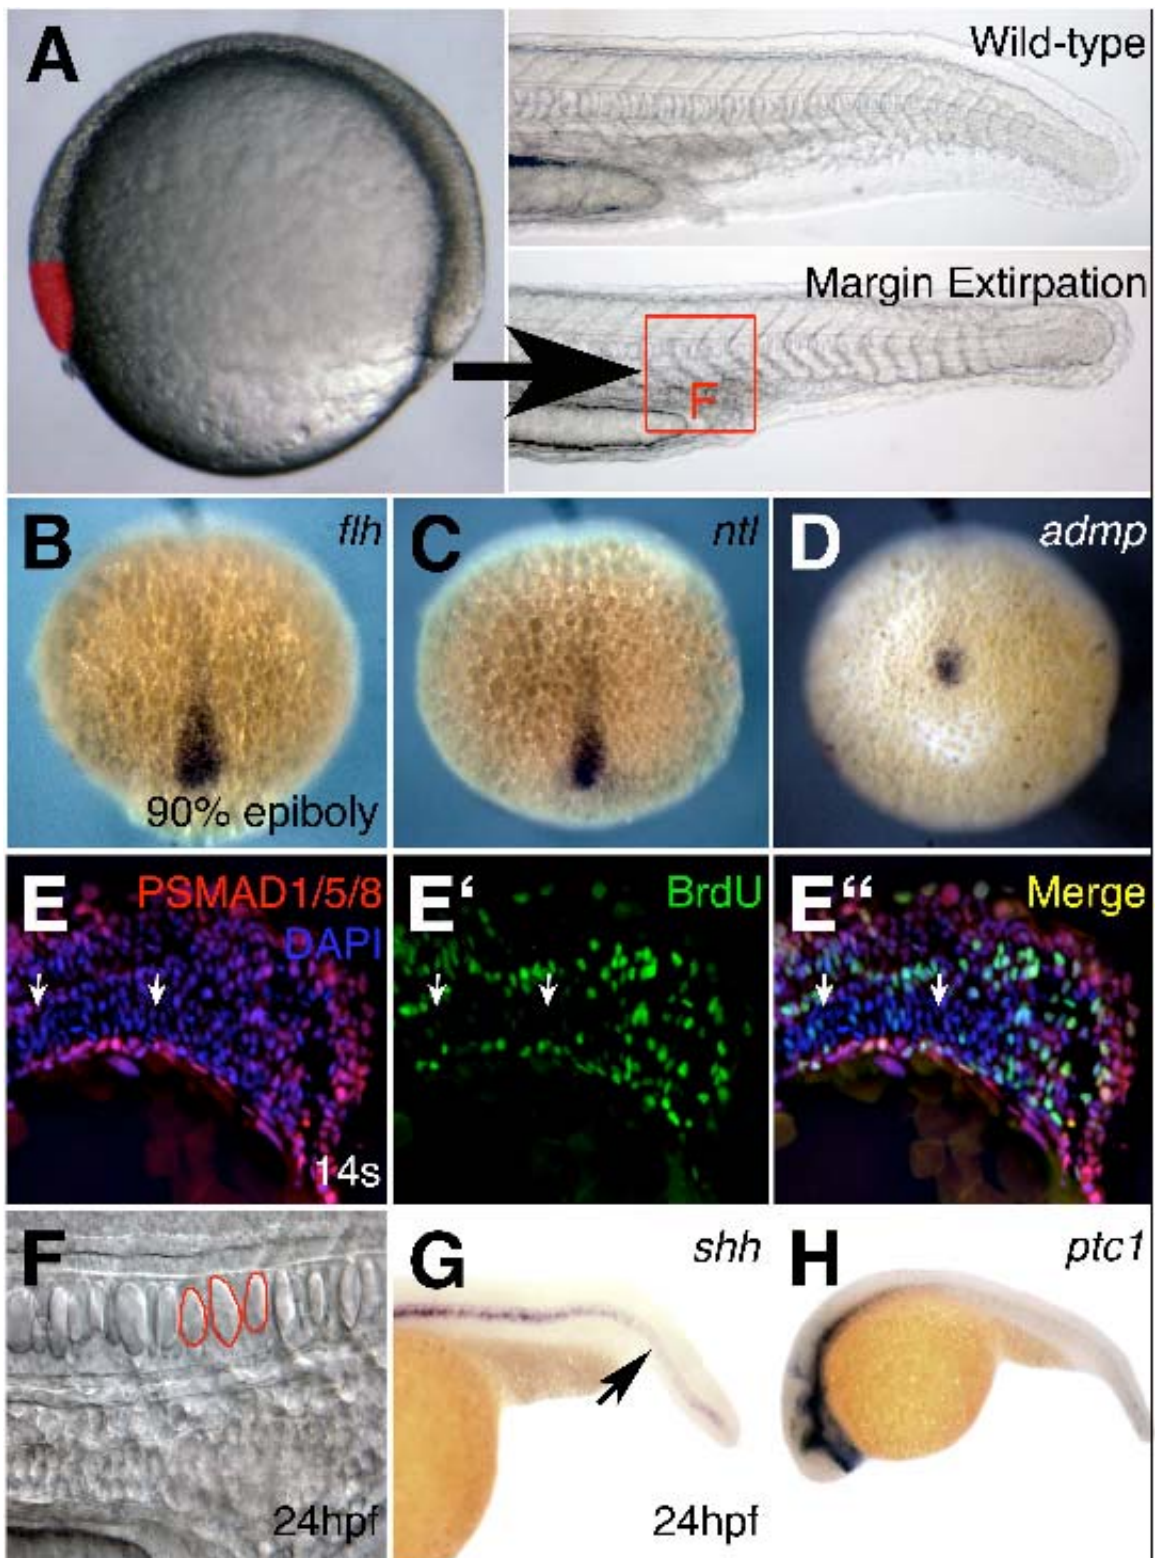 A
Wild-type
Margin Extirpation
F
B
flh
90% epiboly
C
ntl
D
admp
E
PSMAD1/5/8
DAPI
14s
E‘
BrdU
E“
Merge
F
24hpf
G
shh
24hpf
H
ptc1